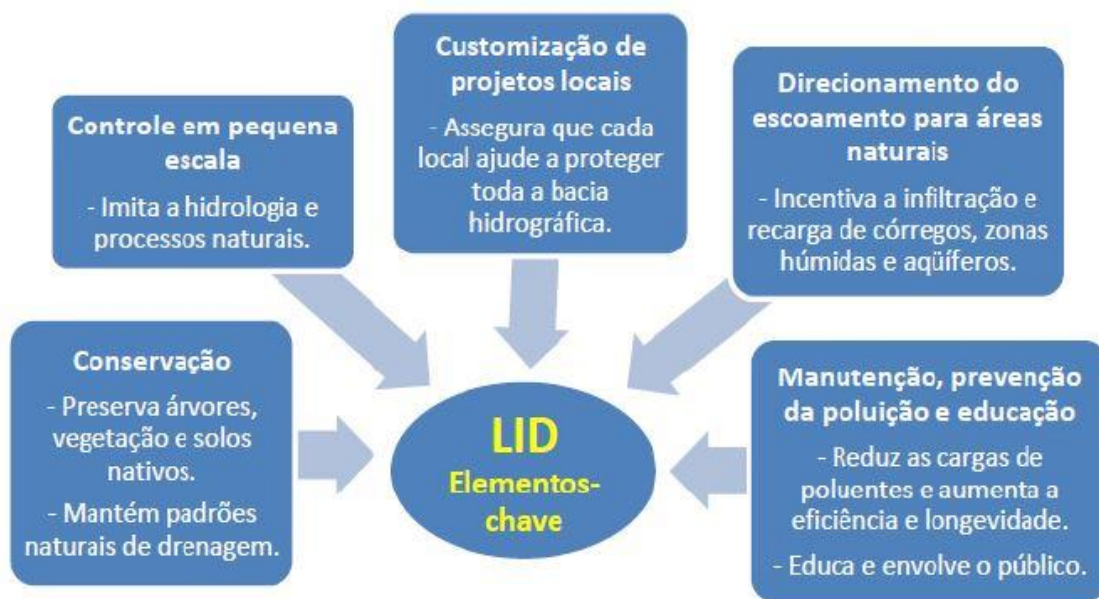 Conservação
- Preserva árvores,
vegetação e solos
nativos.
- Mantém padrões
naturais de drenagem.
Controle em pequena
escala
- Imita a hidrologia e
processos naturais.
Customização de
projetos locais
- Assegura que cada
local ajude a proteger
toda a bacia
hidrográfica.
Direcionamento do
escoamento para áreas
naturais
- Incentiva a infiltração e
recarga de córregos, zonas
húmidas e aqüíferos.
Manutenção, prevenção
da poluição e educação
- Reduz as cargas de
poluentes e aumenta a
eficiência e longevidade.
- Educa e envolve o público.
LID
Elementos-
chave